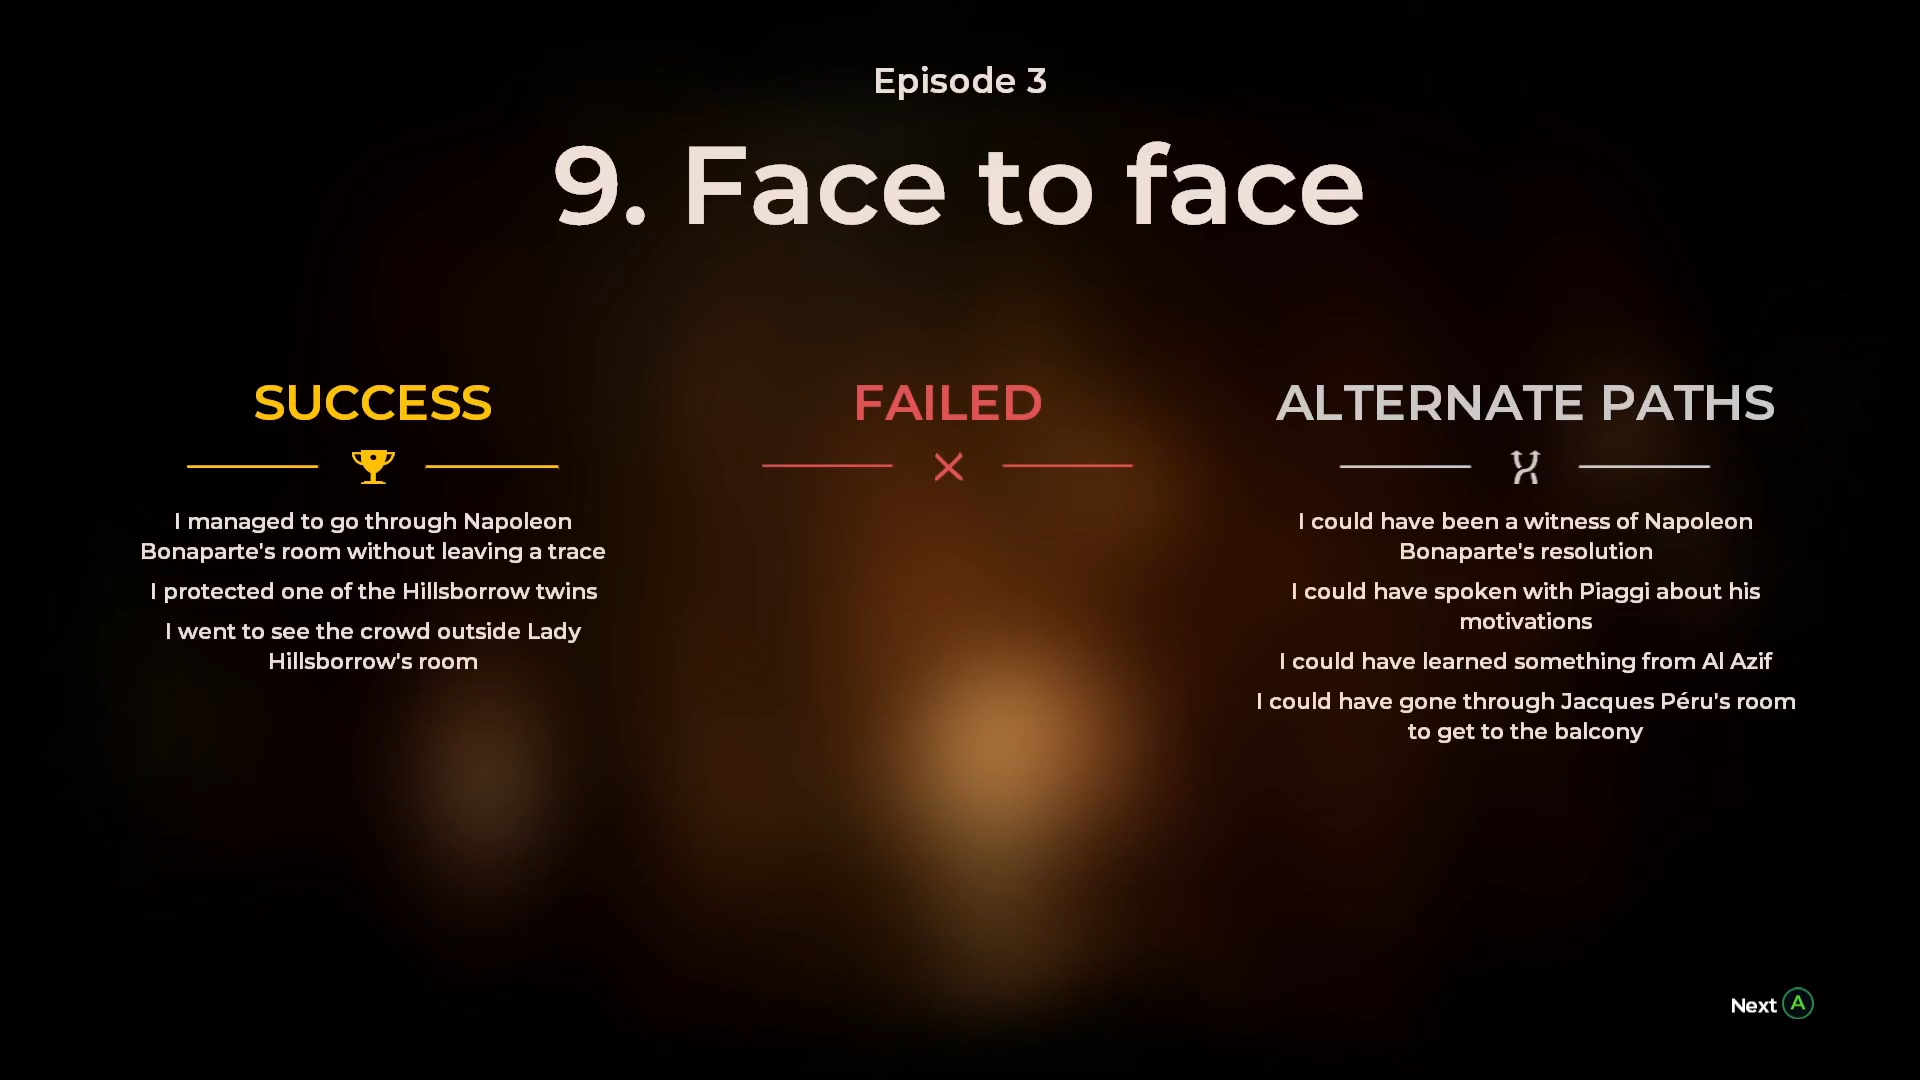 Episode 3
9. Face to face
SUCCESS
I managed to go through Napoleon
Bonaparte's room without leaving a trace
I protected one of the Hillsborrow twins
I went to see the crowd outside Lady
Hillsborrow's room
FAILED
ALTERNATE PATHS
I could have been a witness of Napoleon
Bonaparte's resolution
I could have spoken with Piaggi about his
motivations
I could have learned something from Al Azif
I could have gone through Jacques Péru's room
to get to the balcony
Next A